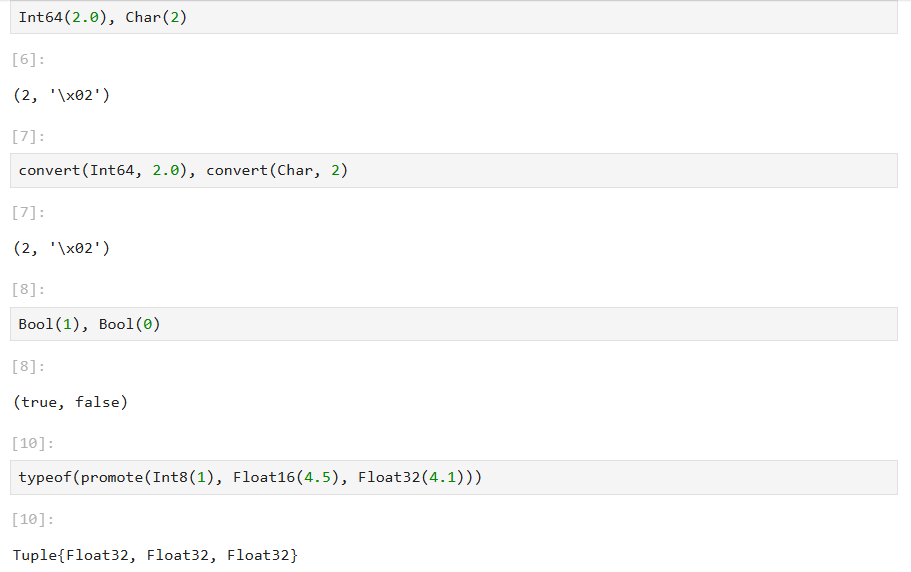 Int64(2.0), Char(2)
[6]:
(2, '\x02')
[7]:
convert(Int64, 2.0), convert(Char, 2)
[7]:
(2, '\x02')
[8]:
Bool(1), Bool(0)
[8]:
(true, false)
[10]:
typeof(promote(Int8(1), Float16(4.5), Float32(4.1)))
[10]:
Tuple{Float32, Float32, Float32}